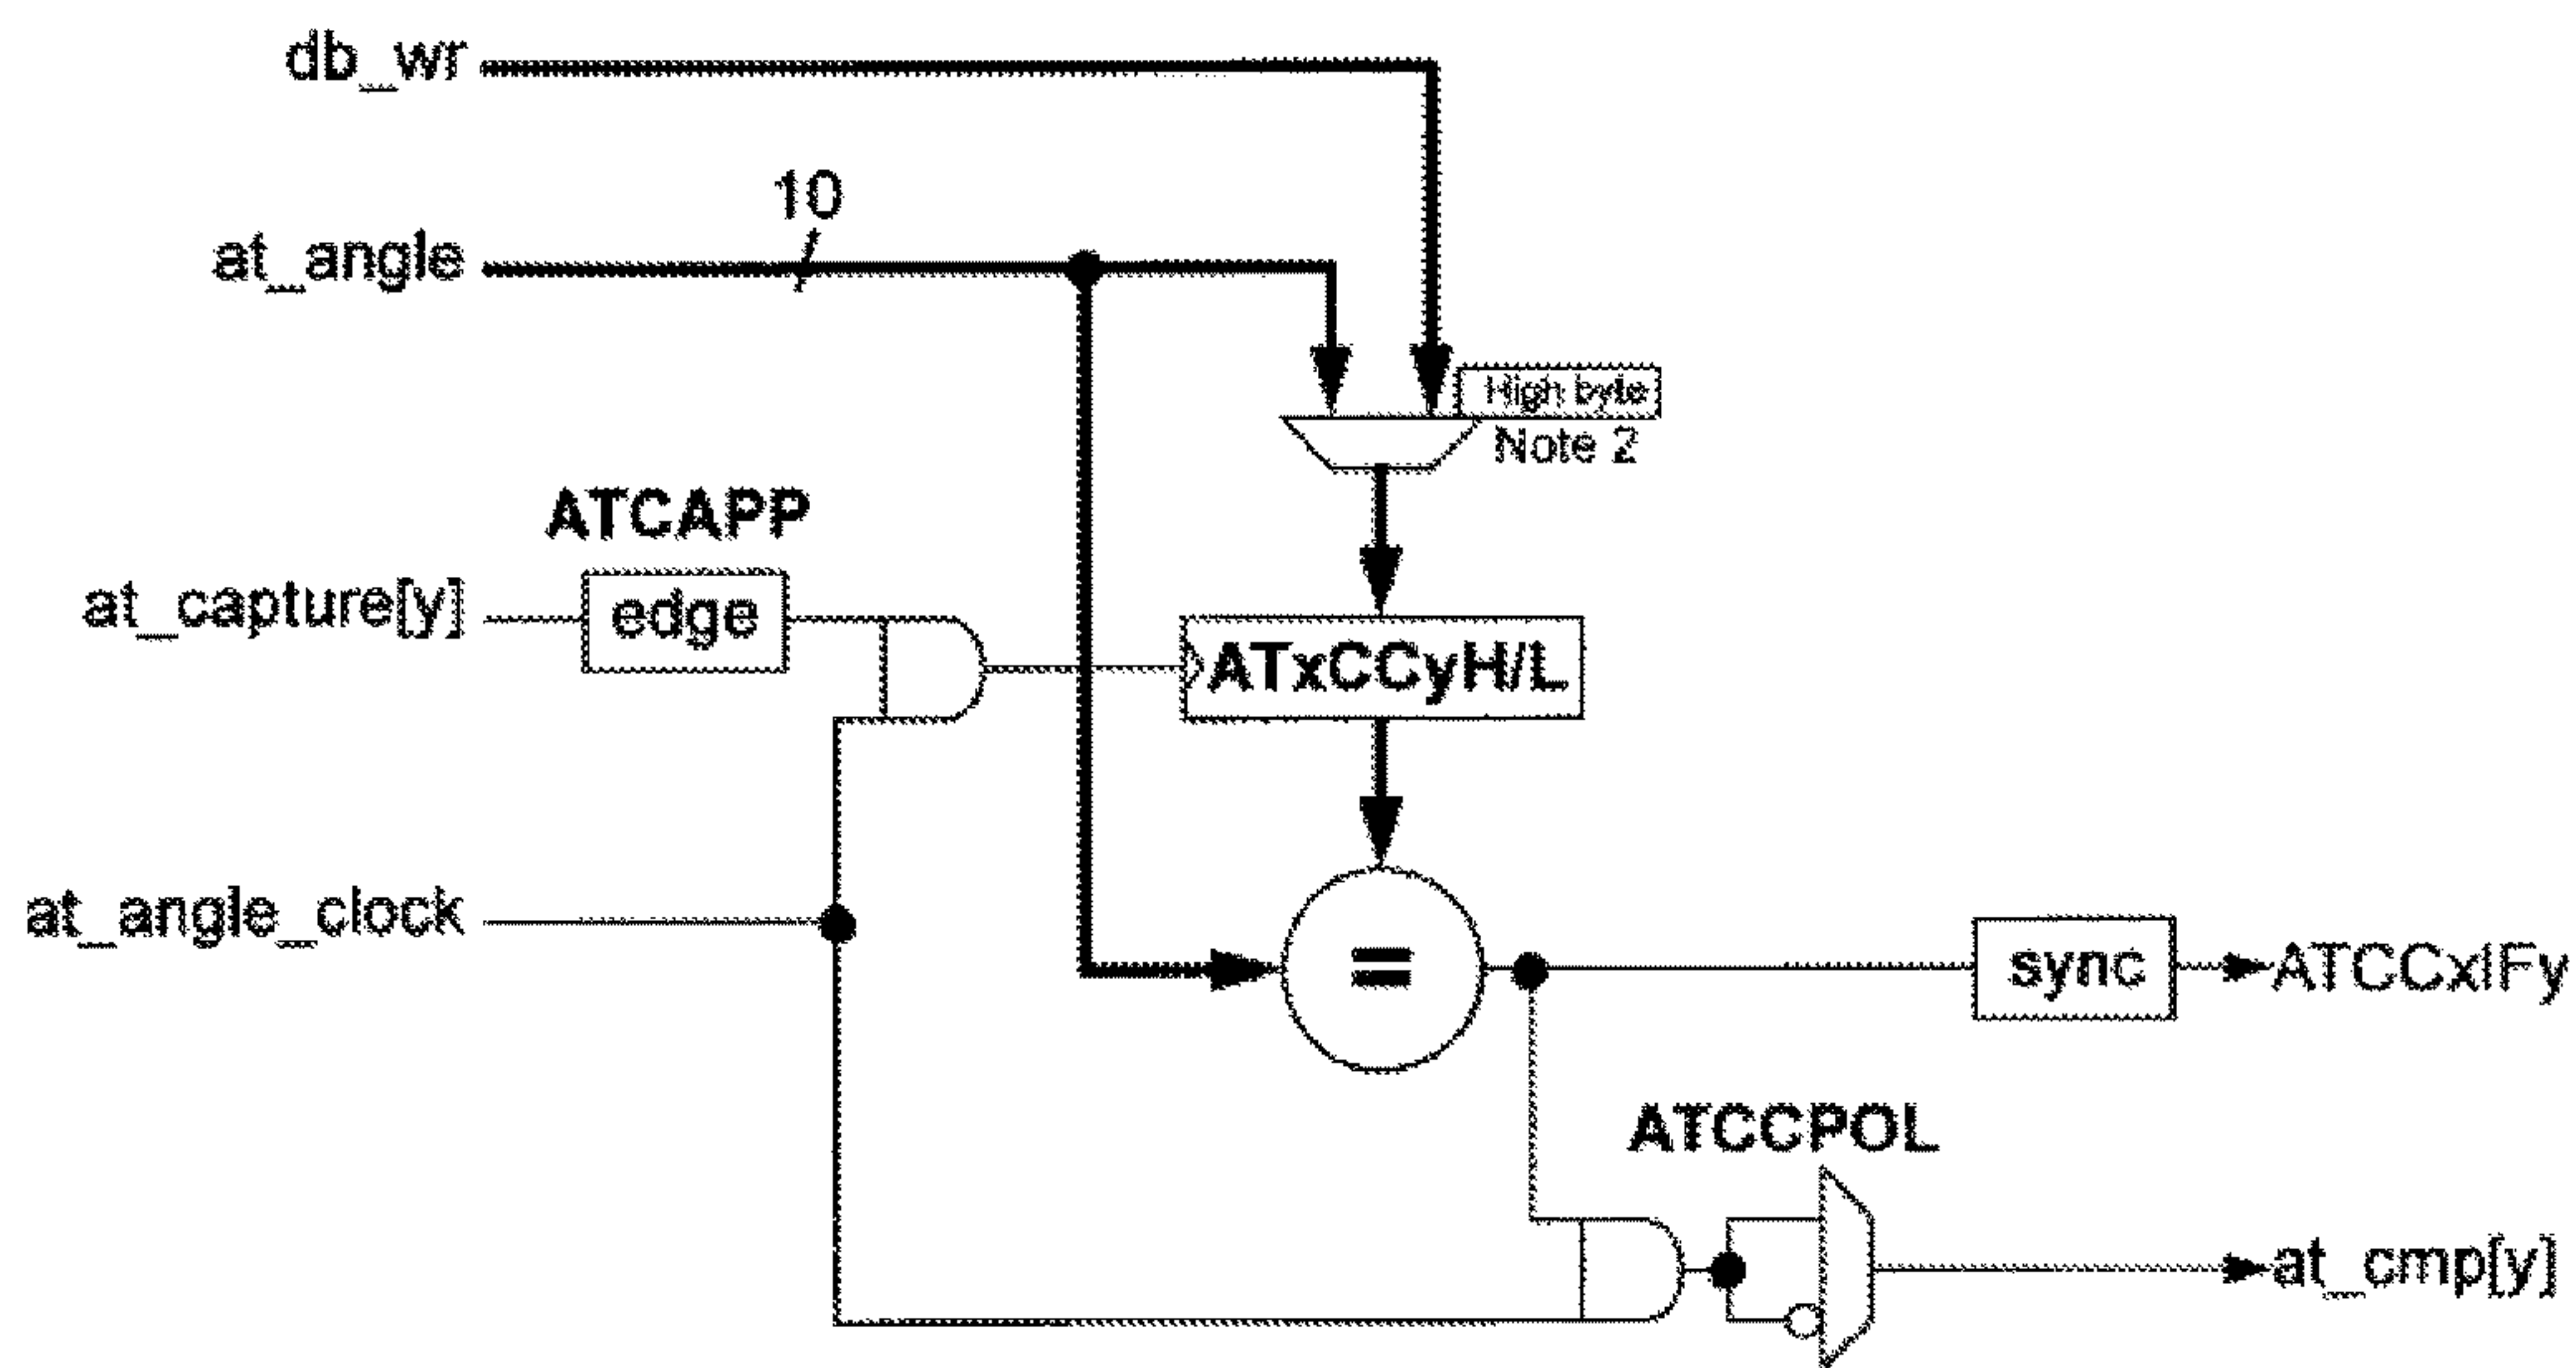 db_wr
10
at_angle
High byte
Note 2
ATCAPP
at_capture[y]
edge
ATxCCyH/L
at_angle_clock
=
sync
ATCCxIFy
ATCCPOL
at_cmp[y]